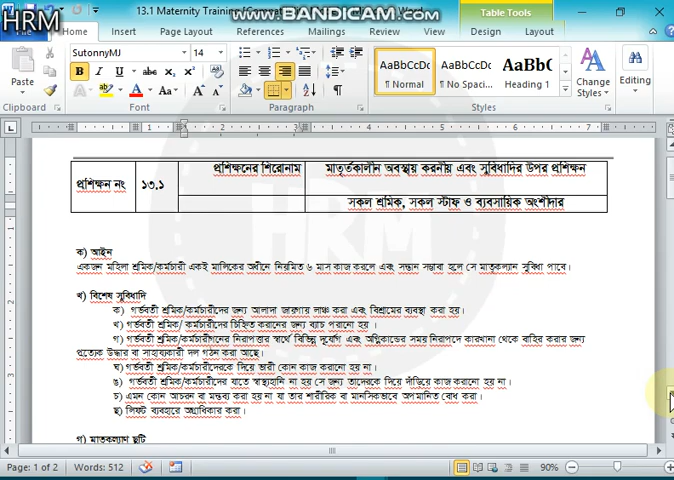 13.1 Maternity Training
Word
www.BANDICAM.com
Table Tools
HRM
Home
Insert
Page Layout
References
Mailings
Review
View
Design
Layout
SutonnyMJ
14
Paste
Clipboard
Font
Paragraph
AaBbCcDc
¶ Normal
AaBbCcDc
¶ No Spaci...
AaBbC
Heading 1
Change
Styles
Styles
Editing
প্রশিক্ষন নং
১৩.১
প্রশিক্ষনের শিরোনাম
মাতৃর্তকালীন অবস্থায় করনীয় এবং সুবিধাদির উপর প্রশিক্ষন
সকল শ্রমিক, সকল স্টাফ ও ব্যবসায়িক অংশীদার
HRM
ক) আইন
একজন মহিলা শ্রমিক/কর্মচারী একই মালিকের অধীনে নিয়মিত ৬ মাস কাজ করলে এবং সন্তান সম্ভাবা হলে সে মাতৃকল্যান সুবিধা পাবে।
খ) বিশেষ সুবিধাদি
ক) গর্ভবতী শ্রমিক/কর্মচারীদের জন্য আলাদা জায়গায় লাঞ্চ করা এবং বিশ্রামের ব্যবস্থা করা হয়।
খ) গর্ভবতী শ্রমিক/ কর্মচারীদের চিহ্নিত করানের জন্য ব্যাচ পরানো হয় ।
গ) গর্ভবতী শ্রমিক/কর্মচারীগনের নিরাপত্তার স্বার্থে বিভিন্ন দূর্যোগ এবং অগ্নিকান্ডের সময় নিরাপদে কারখানা থেকে বাহির করার জন্য
প্রত্যেক উদ্ধার বা সাহায্যকারী দল গঠন করা আছে।
ঘ) গর্ভবতী শ্রমিক/কর্মচারীদেরকে দিয়ে ভারী কোন কাজ করানো হয় না।
ঙ) গর্ভবতী শ্রমিক/কর্মচারীদের যাতে স্বাস্থ্যহানি না হয় সে জন্য তাদেরকে দিয়ে দাঁড়িয়ে কাজ করানো হয় না।
চ) এমন কোন আচরন বা মন্তব্য করা হয় না যা তার শারীরিক বা মানসিকভাবে অপমানিত বোধ করা।
ছ) লিফট ব্যবহারে অগ্রাধিকার করা।
গ) মাতৃকল্যাণ ছুটি
Page: 1 of 2
Words: 512
90%